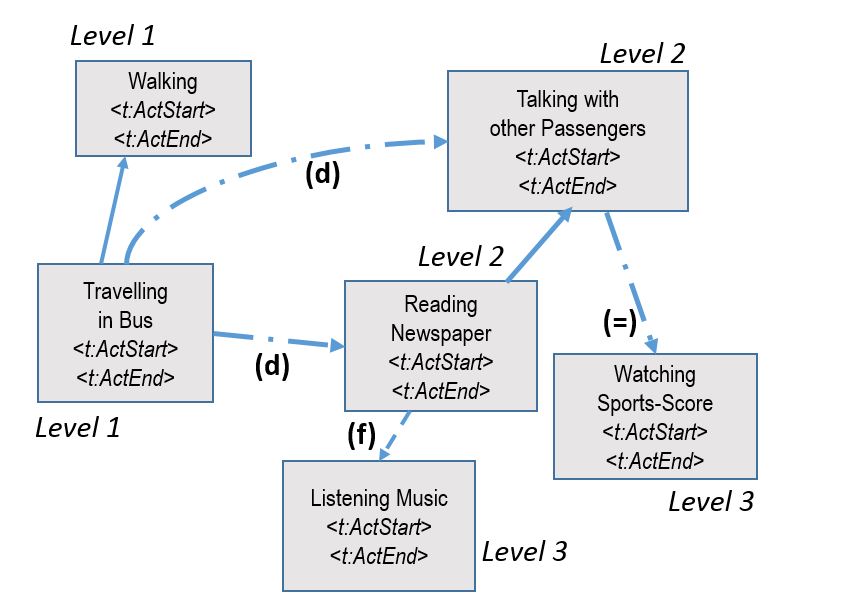 Level 1
Walking
<t:ActStart>
<t:ActEnd>
Level 2
Talking with
other Passengers
<t:ActStart>
<t:ActEnd>
(d)
Travelling
in Bus
<t:ActStart>
<t:ActEnd>
Level 1
(d)
Level 2
Reading
Newspaper
<t:ActStart>
<t:ActEnd>
(=)
Watching
Sports-Score
<t:ActStart>
<t:ActEnd>
Level 3
(f)
Listening Music
<t:ActStart>
<t:ActEnd>
Level 3